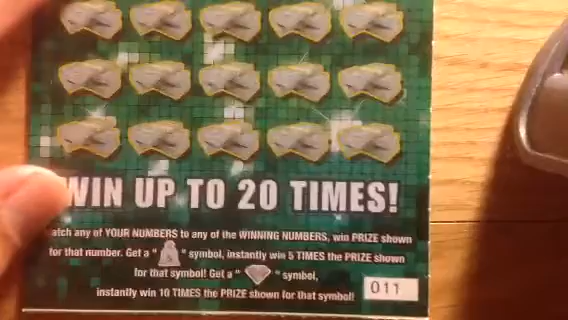 WIN UP TO 20 TIMES!
atch any of YOUR NUMBERS to any of the WINNING NUMBERS, win PRIZE shown
for that number. Get a " " symbol, instantly win 5 TIMES the PRIZE shown
for that symbol! Get a " " symbol,
instantly win 10 TIMES the PRIZE shown for that symbol!
011